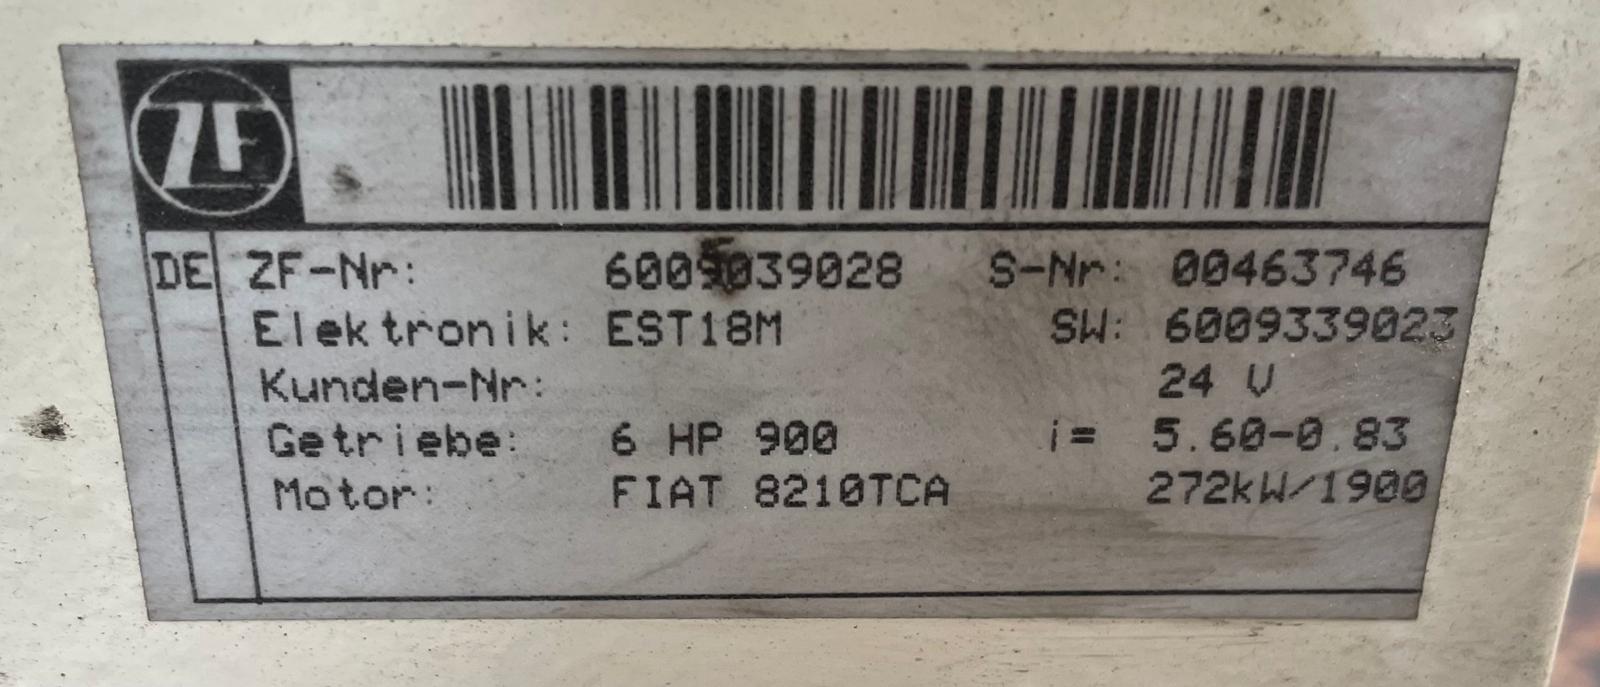 ZF
DE ZF-Nr: 6009039028 S-Nr: 00463746
Elektronik: EST18M SW: 6009339023
Kunden-Nr: 24 V
Getriebe: 6 HP 900 i= 5.60-0.83
Motor: FIAT 8210TCA 272kW/1900